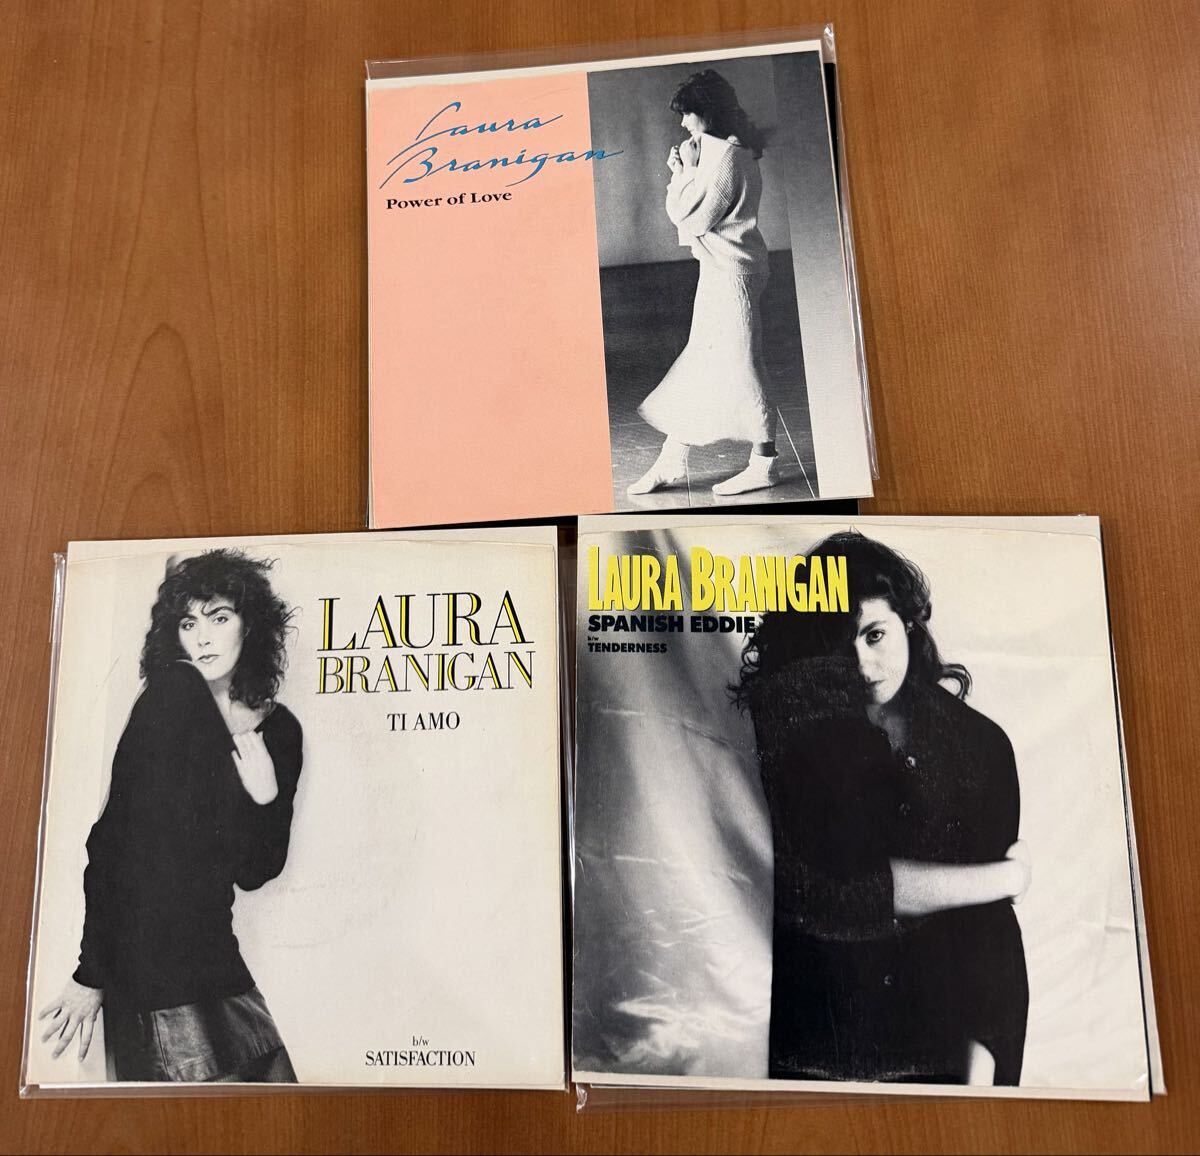 Laura
Branigan
Power of Love
LAURA
BRANIGAN
TI AMO
b/w
SATISFACTION
LAURA BRANIGAN
SPANISH EDDIE
b/w
TENDERNESS